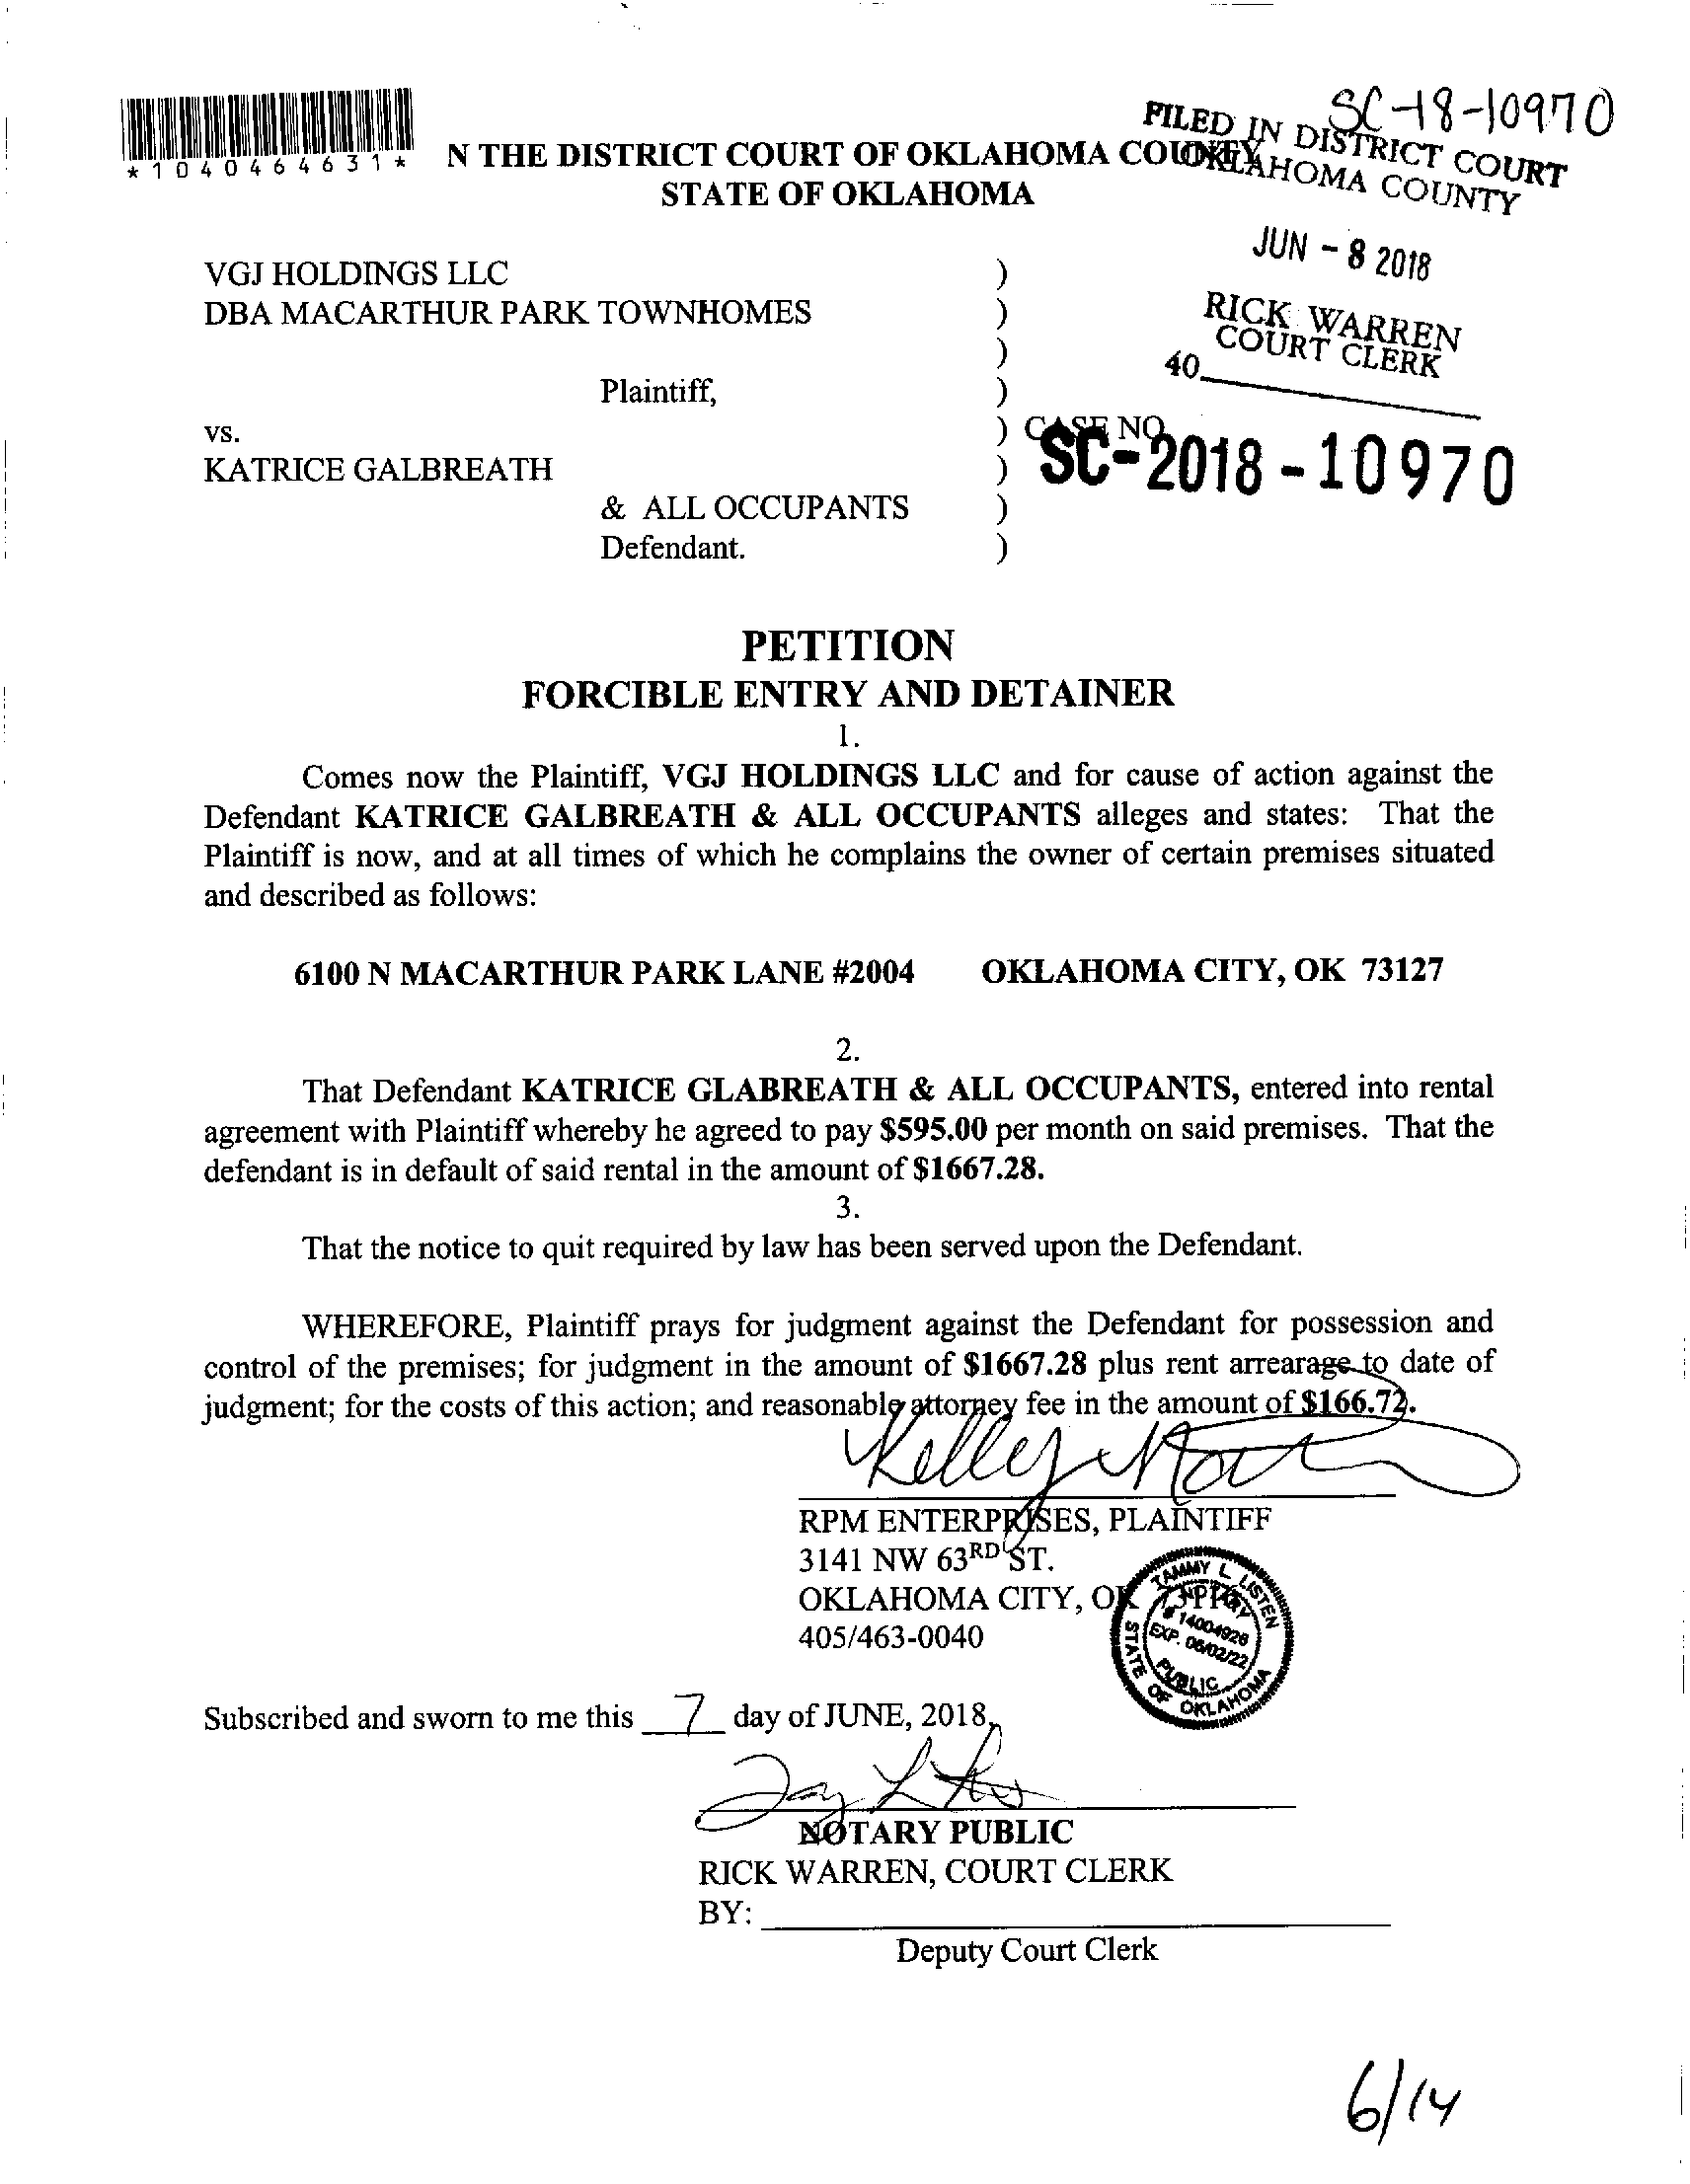 SC-18-10970
*1040464631*
N THE DISTRICT COURT OF OKLAHOMA COUNTY
STATE OF OKLAHOMA
FILED IN DISTRICT COURT
OKLAHOMA COUNTY
JUN - 8 2018
RICK WARREN
COURT CLERK
40
VGJ HOLDINGS LLC )
DBA MACARTHUR PARK TOWNHOMES )
)
Plaintiff, )
vs. ) CASE NO.
SC-2018-10970
KATRICE GALBREATH )
& ALL OCCUPANTS )
Defendant. )
PETITION
FORCIBLE ENTRY AND DETAINER
1.
Comes now the Plaintiff, VGJ HOLDINGS LLC and for cause of action against the
Defendant KATRICE GALBREATH & ALL OCCUPANTS alleges and states: That the
Plaintiff is now, and at all times of which he complains the owner of certain premises situated
and described as follows:
6100 N MACARTHUR PARK LANE #2004 OKLAHOMA CITY, OK 73127
2.
That Defendant KATRICE GLABREATH & ALL OCCUPANTS, entered into rental
agreement with Plaintiff whereby he agreed to pay $595.00 per month on said premises. That the
defendant is in default of said rental in the amount of $1667.28.
3.
That the notice to quit required by law has been served upon the Defendant.
WHEREFORE, Plaintiff prays for judgment against the Defendant for possession and
control of the premises; for judgment in the amount of $1667.28 plus rent arrearage to date of
judgment; for the costs of this action; and reasonable attorney fee in the amount of $166.72.
RPM ENTERPRISES, PLAINTIFF
3141 NW 63RD ST.
OKLAHOMA CITY, OK
405/463-0040
TAMMY L. LISTEN
NOTARY
# 14004926
EXP. 06/02/22
PUBLIC
STATE OF OKLAHOMA
Subscribed and sworn to me this 7 day of JUNE, 2018.
NOTARY PUBLIC
RICK WARREN, COURT CLERK
BY:
Deputy Court Clerk
6/14